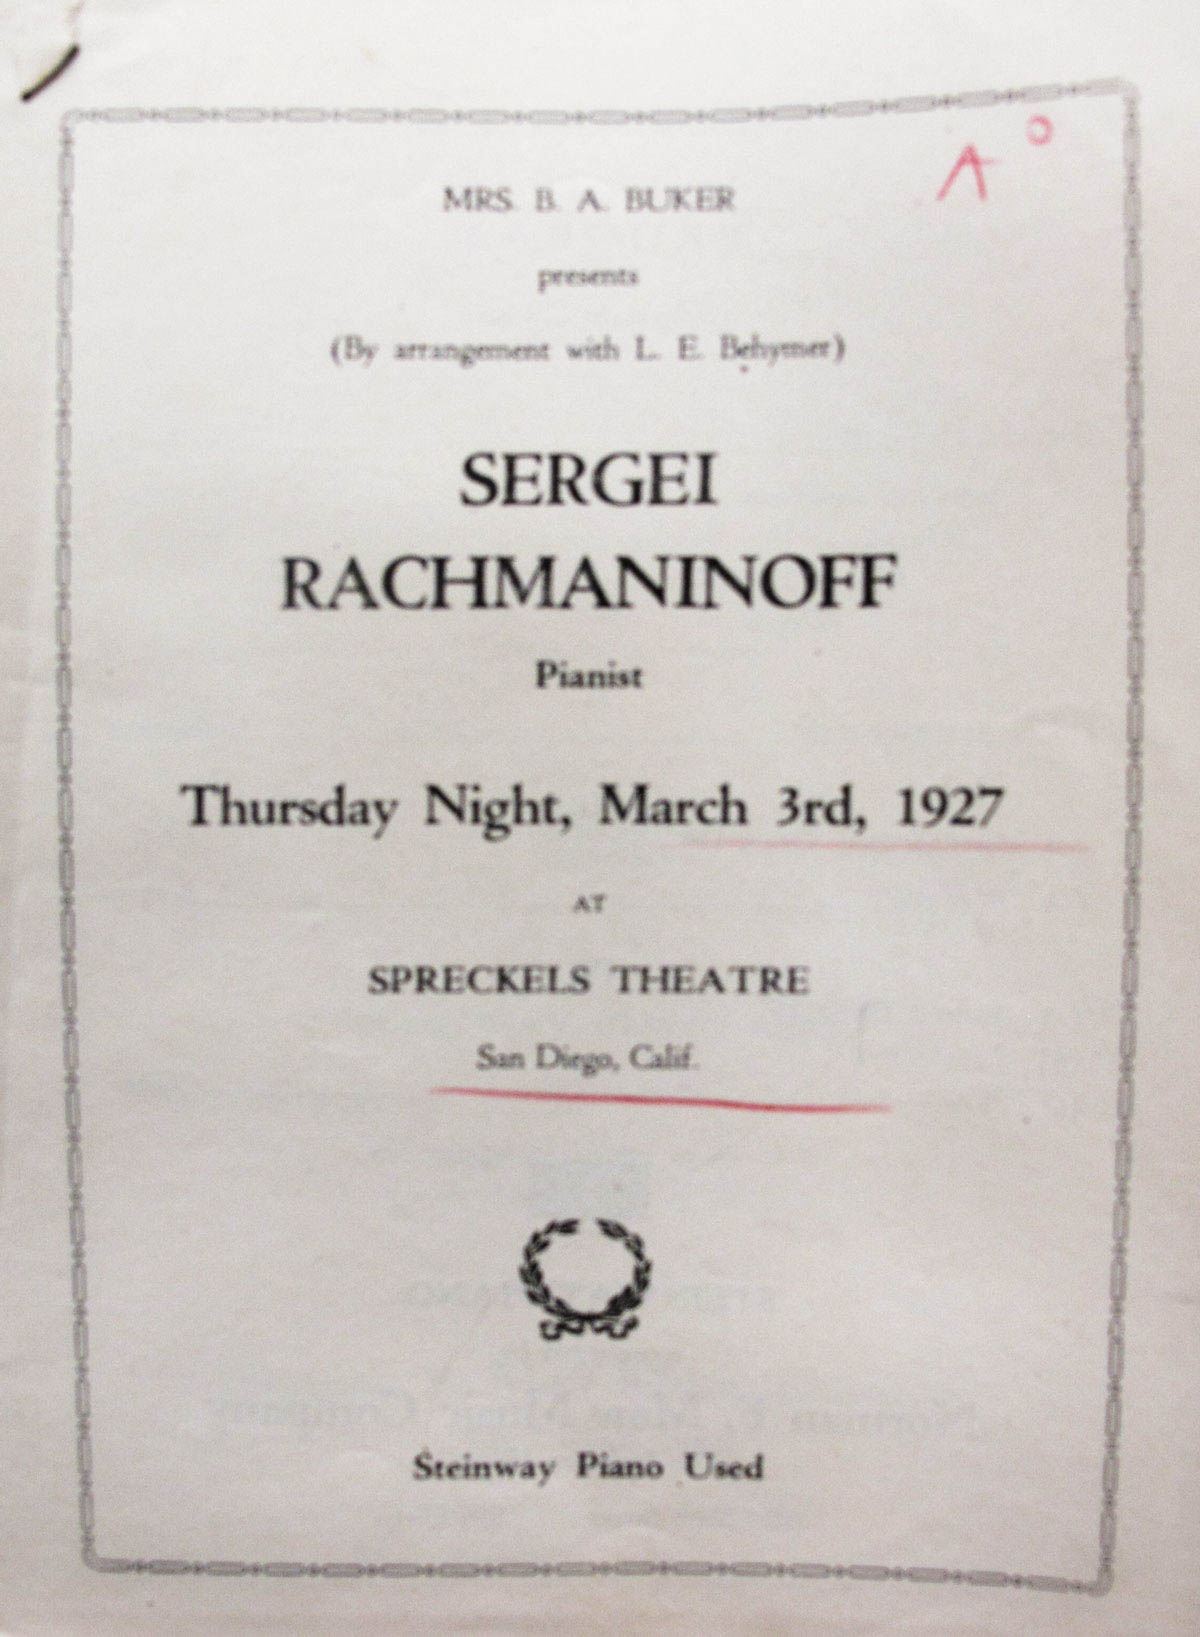 A°
MRS. B. A. BUKER
presents
(By arrangement with L. E. Behymer)
SERGEI
RACHMANINOFF
Pianist
Thursday Night, March 3rd, 1927
AT
SPRECKELS THEATRE
San Diego, Calif.
Steinway Piano Used